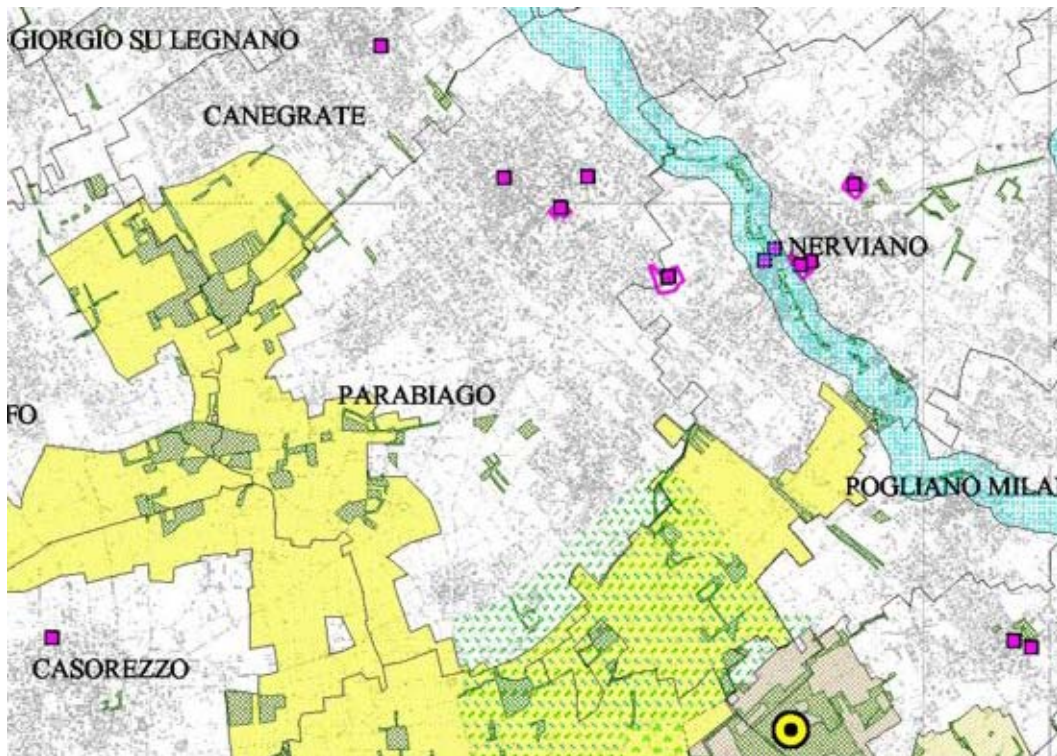 GIORGIO SU LEGNANO
CANEGRATE
NERVIANO
PARABIAGO
FO
POGLIANO MILA
CASOREZZO